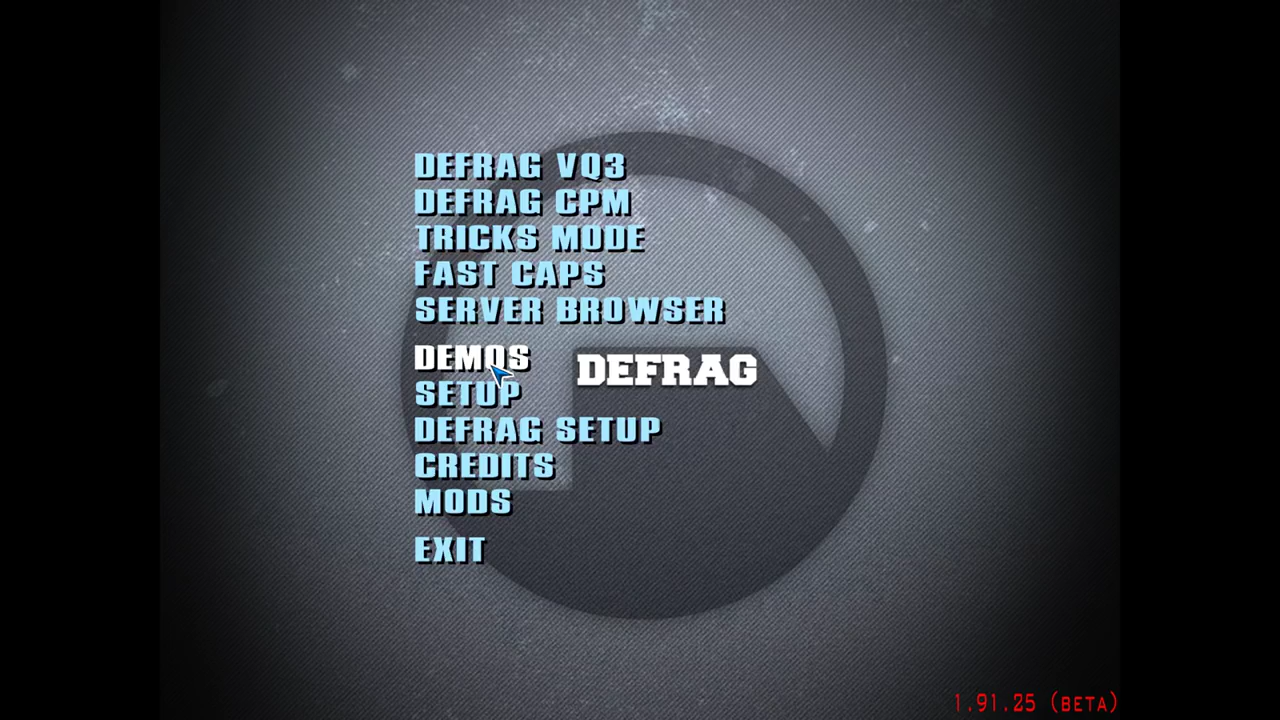 DEFRAG VQ3
DEFRAG CPM
TRICKS MODE
FAST CAPS
SERVER BROWSER
DEMOS
DEFRAG
SETUP
DEFRAG SETUP
CREDITS
MODS
EXIT
1.91.25 (BETA)